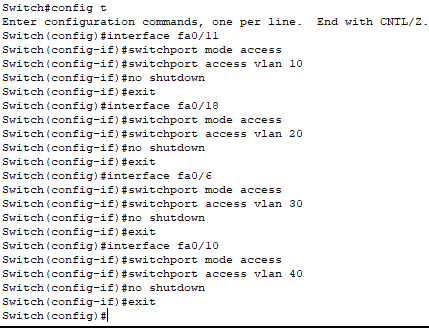 Switch#config t
Enter configuration commands, one per line.  End with CNTL/Z.
Switch(config)#interface fa0/11
Switch(config-if)#switchport mode access
Switch(config-if)#switchport access vlan 10
Switch(config-if)#no shutdown
Switch(config-if)#exit
Switch(config)#interface fa0/18
Switch(config-if)#switchport mode access
Switch(config-if)#switchport access vlan 20
Switch(config-if)#no shutdown
Switch(config-if)#exit
Switch(config)#interface fa0/6
Switch(config-if)#switchport mode access
Switch(config-if)#switchport access vlan 30
Switch(config-if)#no shutdown
Switch(config-if)#exit
Switch(config)#interface fa0/10
Switch(config-if)#switchport mode access
Switch(config-if)#switchport access vlan 40
Switch(config-if)#no shutdown
Switch(config-if)#exit
Switch(config)#